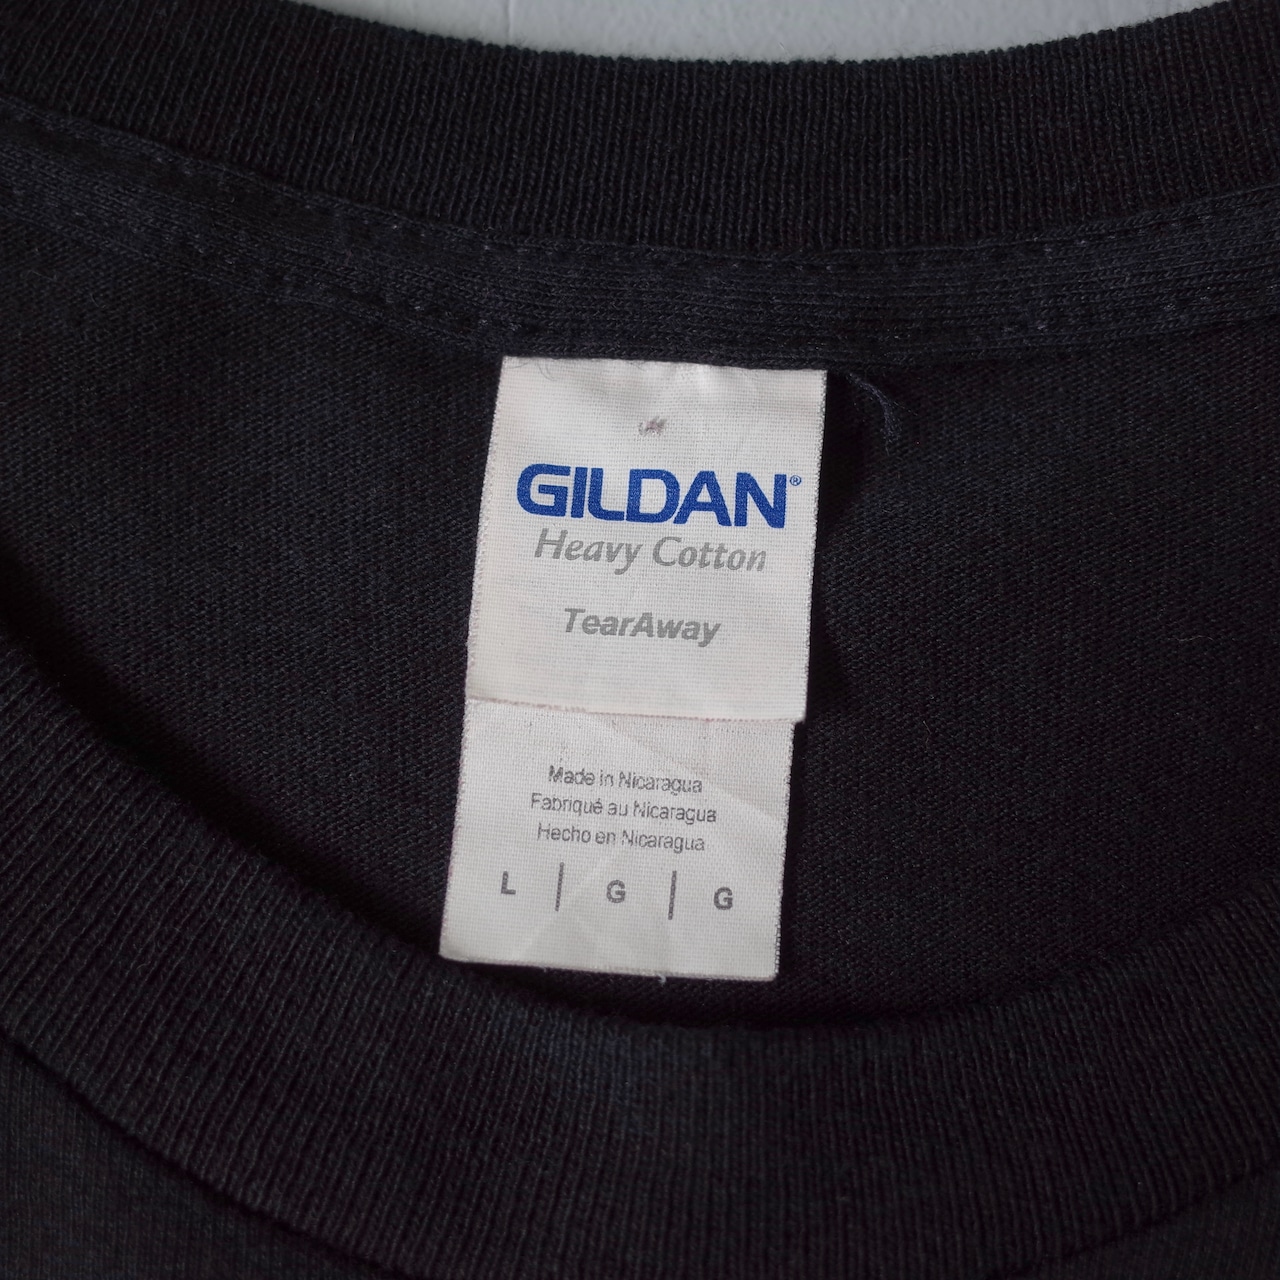 GILDAN®
Heavy Cotton
TearAway
Made in Nicaragua
Fabriqué au Nicaragua
Hecho en Nicaragua
L | G | G